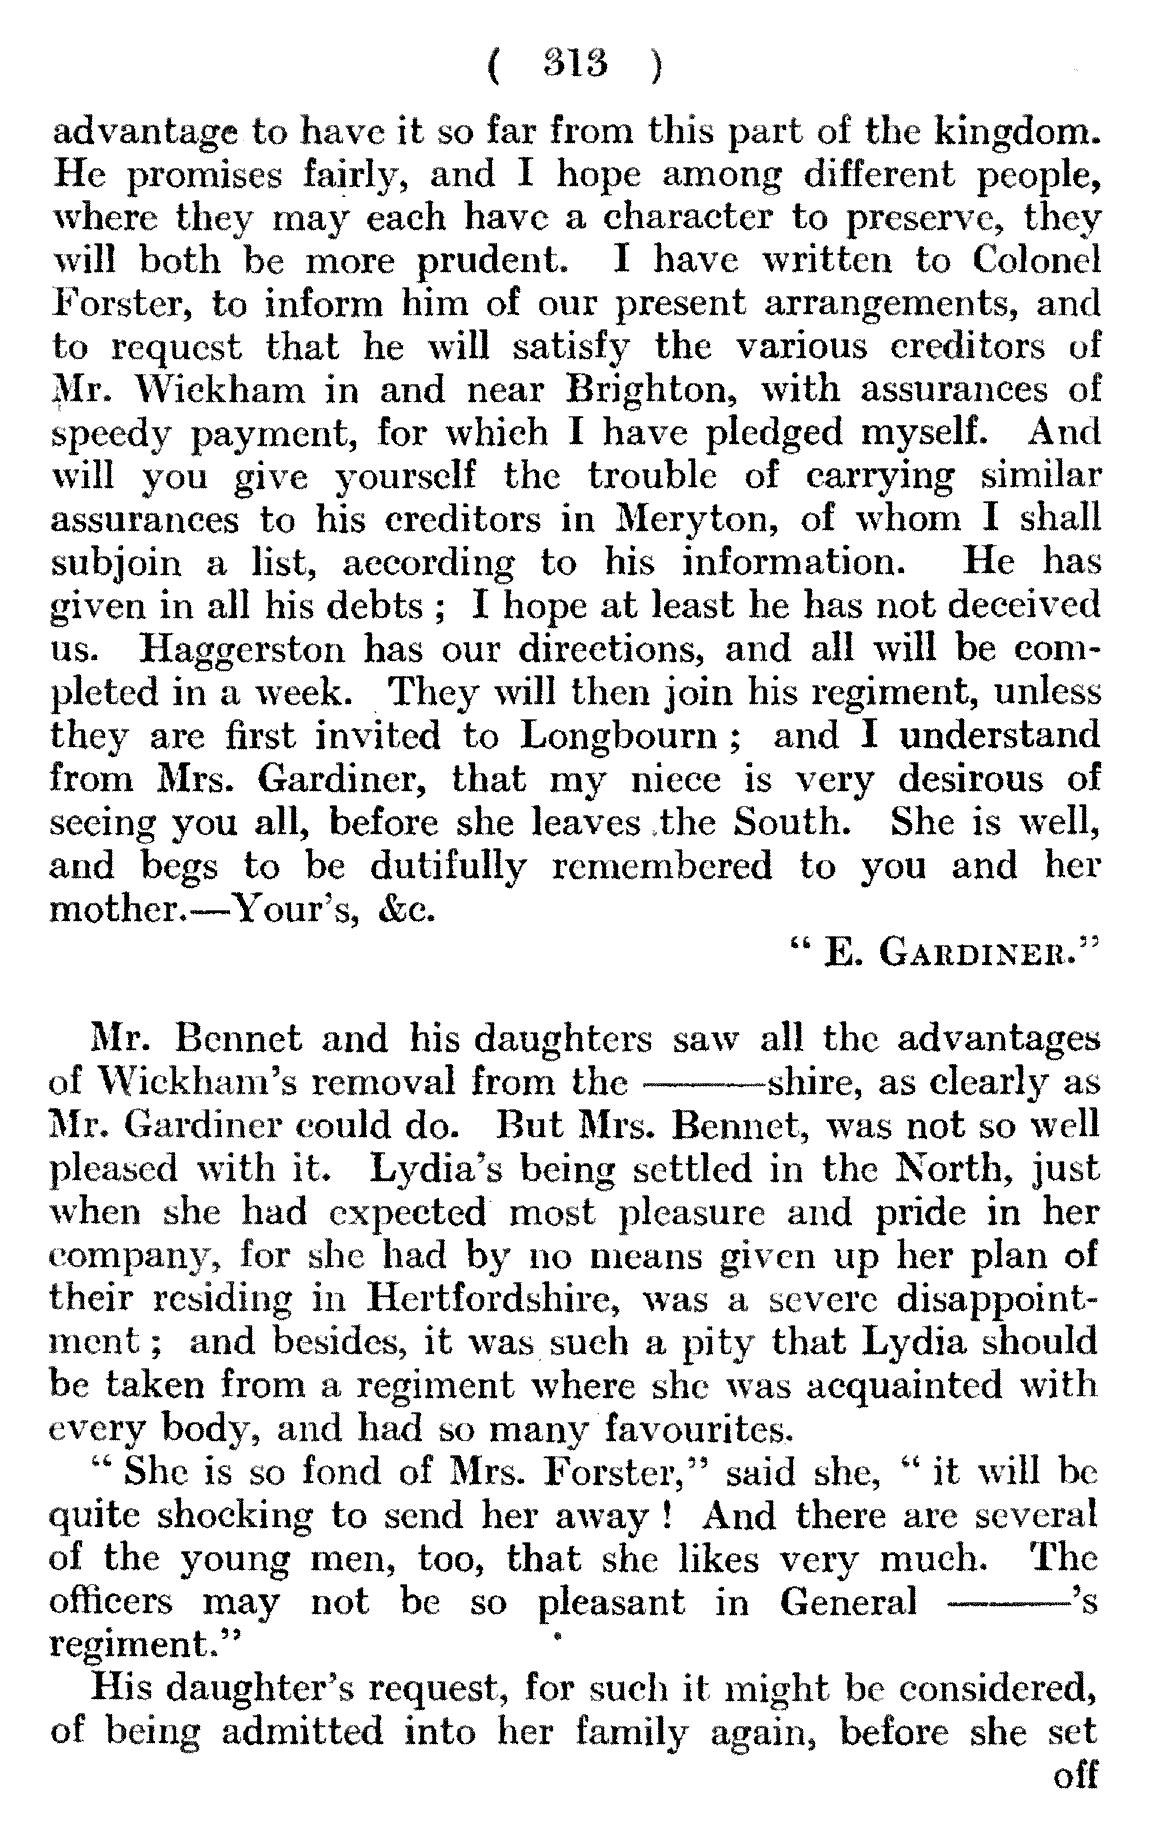 ( 313 )
advantage to have it so far from this part of the kingdom.
He promises fairly, and I hope among different people,
where they may each have a character to preserve, they
will both be more prudent. I have written to Colonel
Forster, to inform him of our present arrangements, and
to request that he will satisfy the various creditors of
Mr. Wickham in and near Brighton, with assurances of
speedy payment, for which I have pledged myself. And
will you give yourself the trouble of carrying similar
assurances to his creditors in Meryton, of whom I shall
subjoin a list, according to his information. He has
given in all his debts ; I hope at least he has not deceived
us. Haggerston has our directions, and all will be com-
pleted in a week. They will then join his regiment, unless
they are first invited to Longbourn ; and I understand
from Mrs. Gardiner, that my niece is very desirous of
seeing you all, before she leaves the South. She is well,
and begs to be dutifully remembered to you and her
mother.—Your's, &c.
“ E. GARDINER.”
Mr. Bennet and his daughters saw all the advantages
of Wickham's removal from the ———shire, as clearly as
Mr. Gardiner could do. But Mrs. Bennet, was not so well
pleased with it. Lydia's being settled in the North, just
when she had expected most pleasure and pride in her
company, for she had by no means given up her plan of
their residing in Hertfordshire, was a severe disappoint-
ment ; and besides, it was such a pity that Lydia should
be taken from a regiment where she was acquainted with
every body, and had so many favourites.
“ She is so fond of Mrs. Forster,” said she, “ it will be
quite shocking to send her away ! And there are several
of the young men, too, that she likes very much. The
officers may not be so pleasant in General ———'s
regiment.”
His daughter's request, for such it might be considered,
of being admitted into her family again, before she set
off